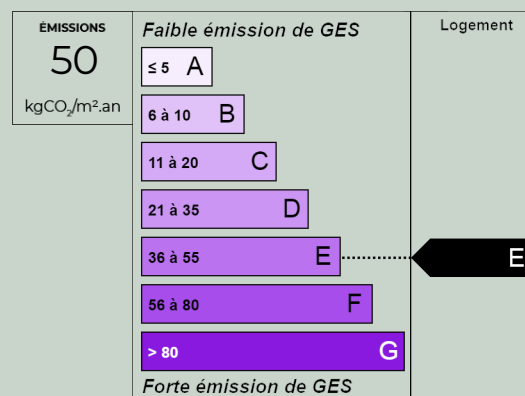 ÉMISSIONS
50
kgCO₂/m².an
Faible émission de GES
≤ 5 A
6 à 10 B
11 à 20 C
21 à 35 D
36 à 55 E
56 à 80 F
> 80 G
Forte émission de GES
Logement
E